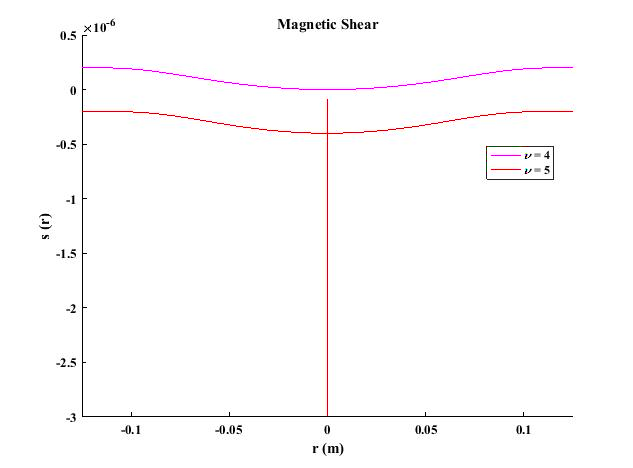 Magnetic Shear
×10⁻⁶
0.5
0
-0.5
-1
-1.5
-2
-2.5
-3
s (r)
ν = 4
ν = 5
-0.1 -0.05 0 0.05 0.1
r (m)